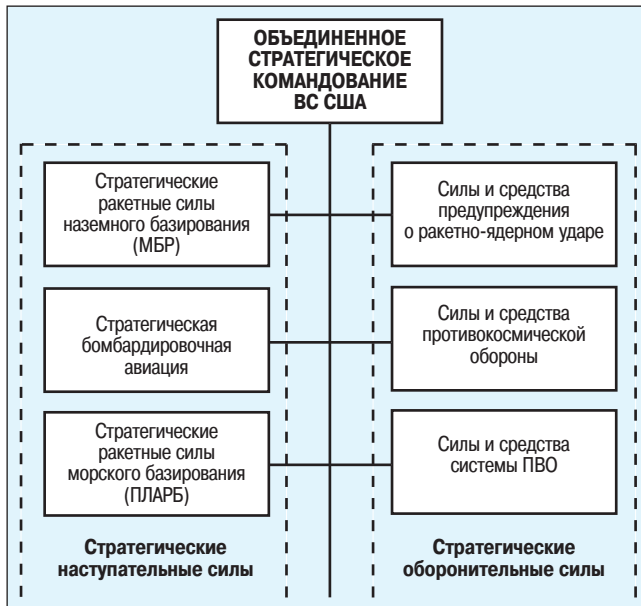 ОБЪЕДИНЕННОЕ
СТРАТЕГИЧЕСКОЕ
КОМАНДОВАНИЕ
ВС США
Стратегические
ракетные силы
наземного базирования
(МБР)
Стратегическая
бомбардировочная
авиация
Стратегические
ракетные силы
морского базирования
(ПЛАРБ)
Стратегические
наступательные силы
Силы и средства
предупреждения
о ракетно-ядерном ударе
Силы и средства
противокосмической
обороны
Силы и средства
системы ПВО
Стратегические
оборонительные силы